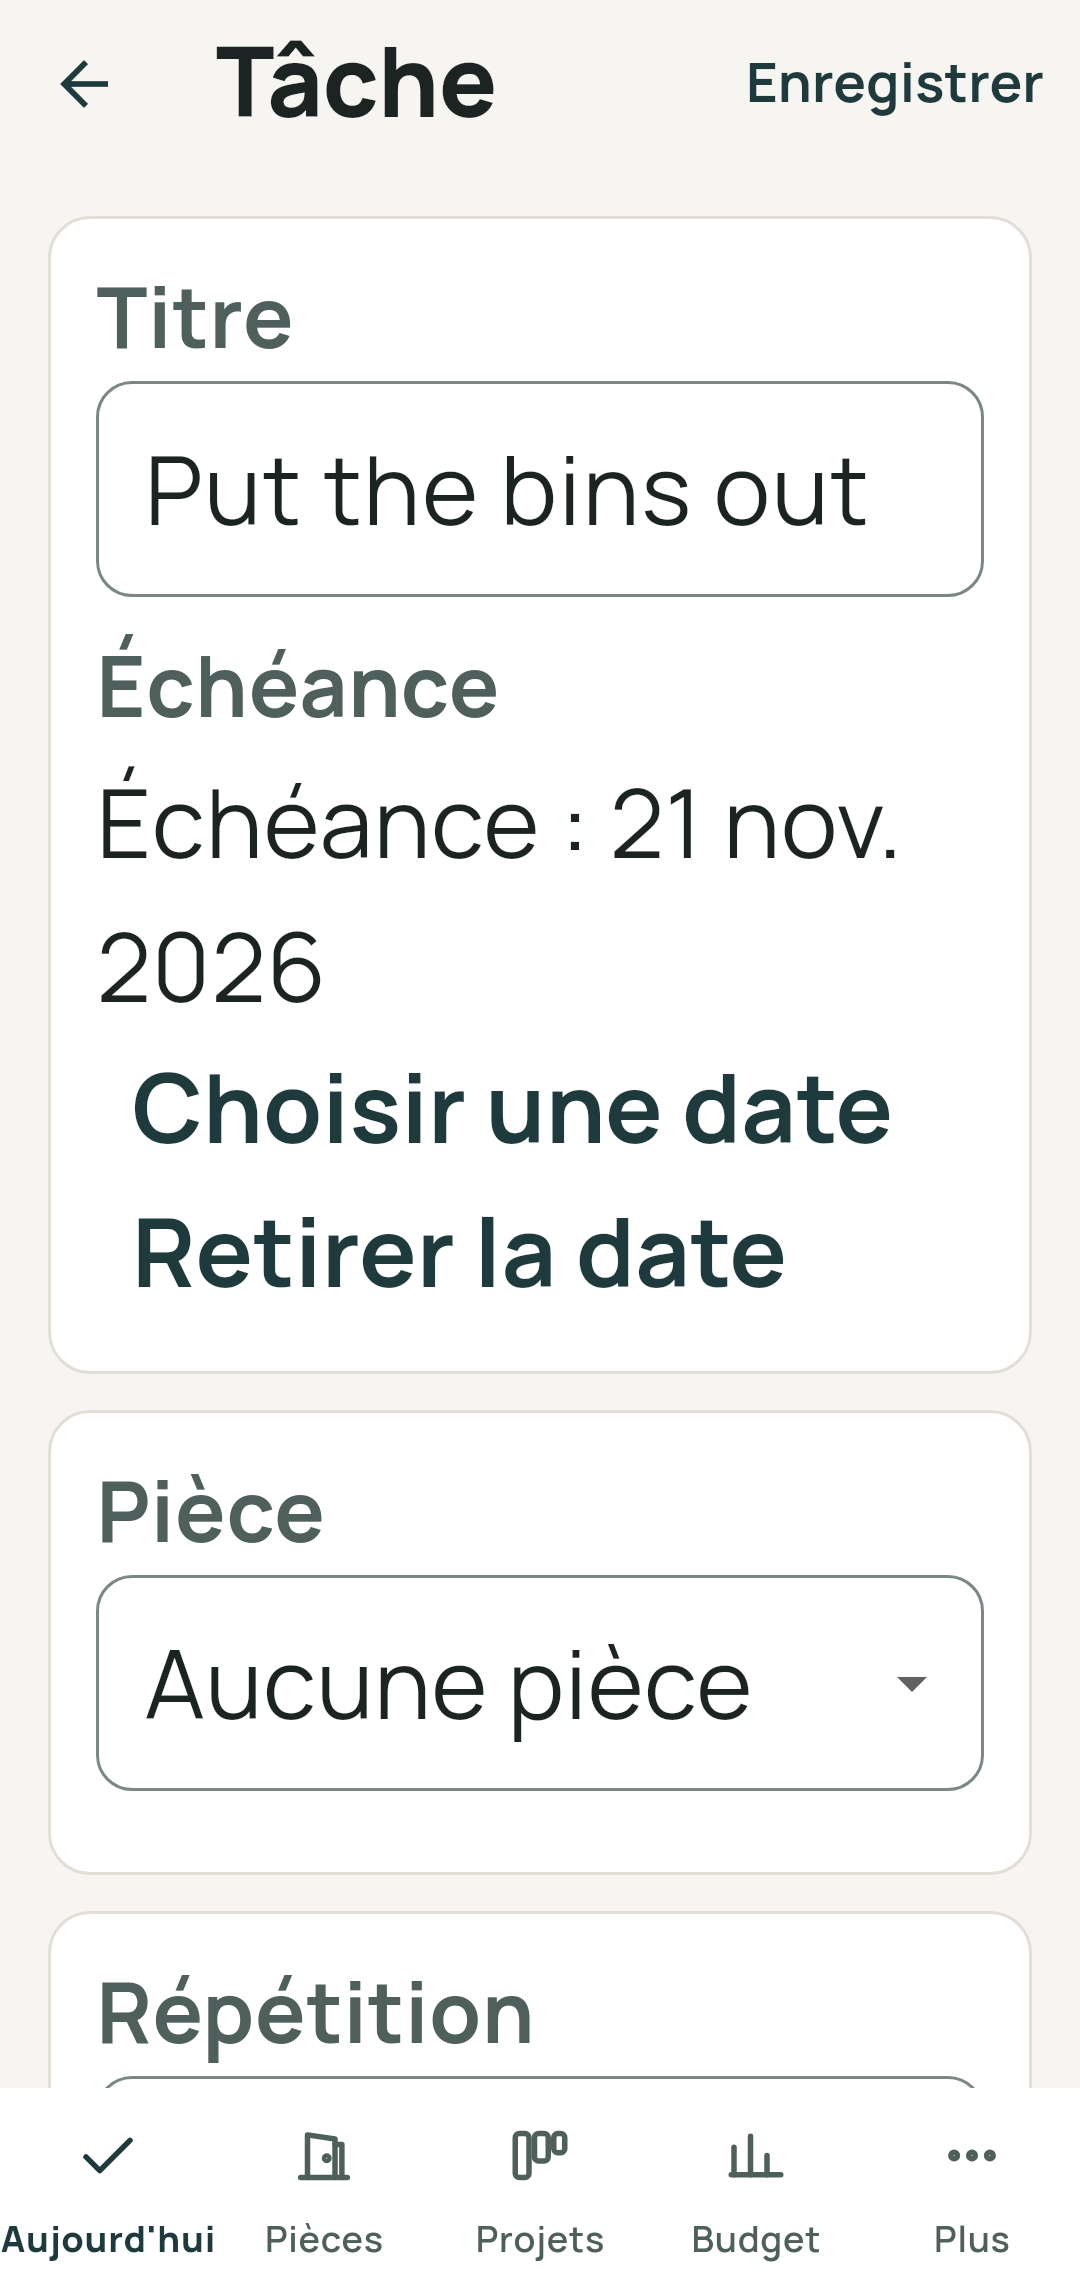 Tâche
Enregistrer
Titre
Put the bins out
Échéance
Échéance : 21 nov.
2026
Choisir une date
Retirer la date
Pièce
Aucune pièce
Répétition
Aujourd'hui
Pièces
Projets
Budget
Plus